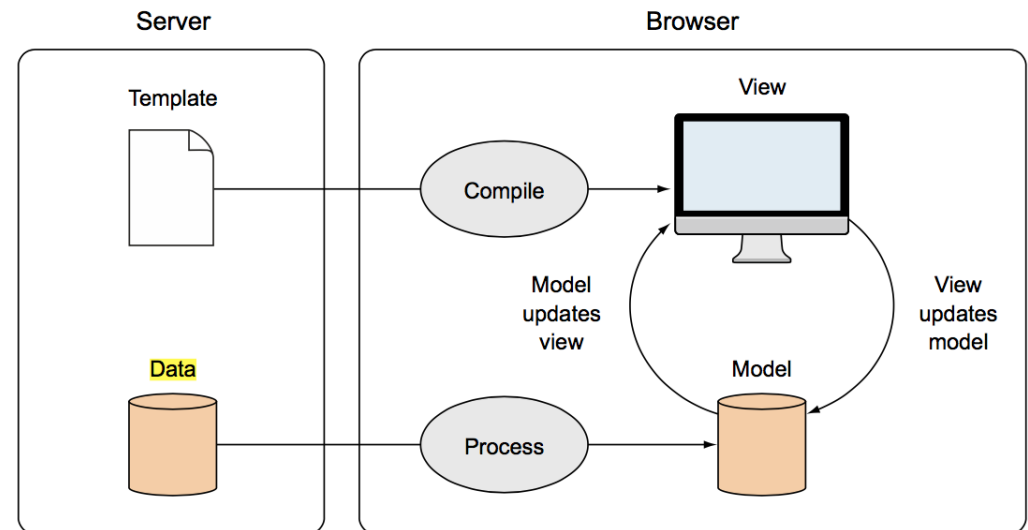 Server
Browser
Template
View
Compile
Model
updates
view
View
updates
model
Data
Model
Process